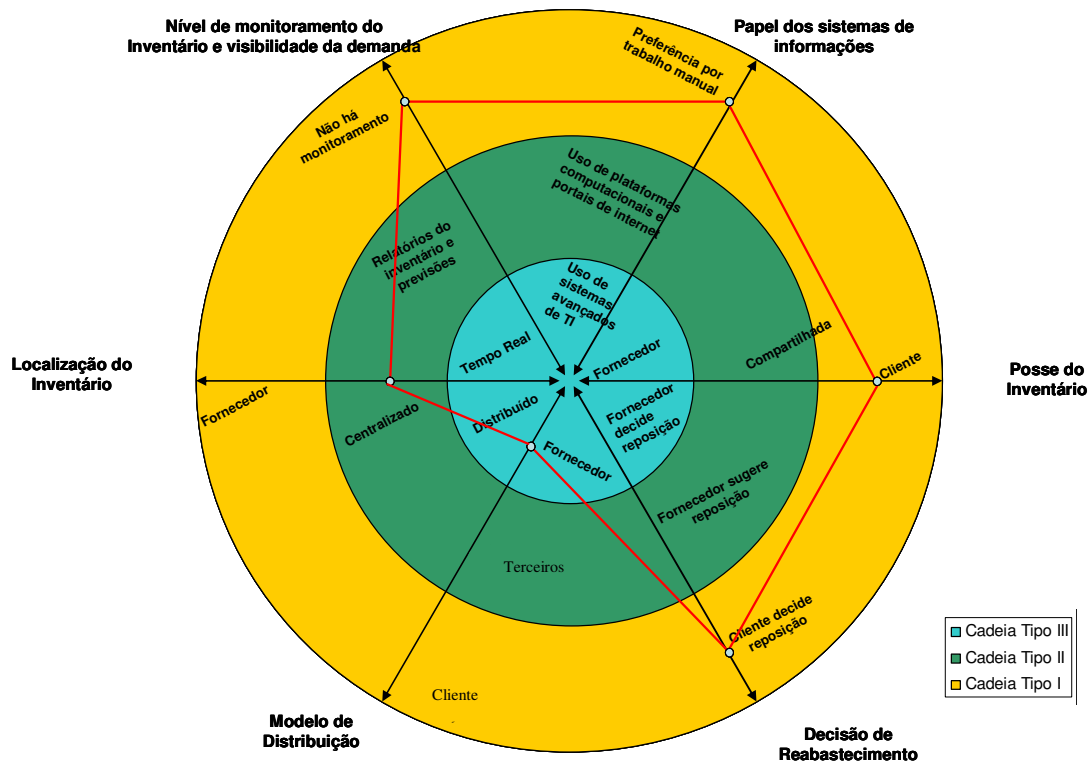 Nível de monitoramento do
Inventário e visibilidade da demanda
Papel dos sistemas de
informações
Preferência por
trabalho manual
Não há
monitoramento
Uso de plataformas
computacionais e
portais de internet
Relatórios do
inventário e
previsões
Uso de
sistemas
avançados
de TI
Tempo Real
Fornecedor
Compartilhada
Cliente
Localização do
Inventário
Posse do
Inventário
Fornecedor
Centralizado
Distribuído
Fornecedor
decide
reposição
Fornecedor
Fornecedor sugere
reposição
Terceiros
Cliente decide
reposição
Cliente
Cadeia Tipo III
Cadeia Tipo II
Cadeia Tipo I
Modelo de
Distribuição
Decisão de
Reabastecimento